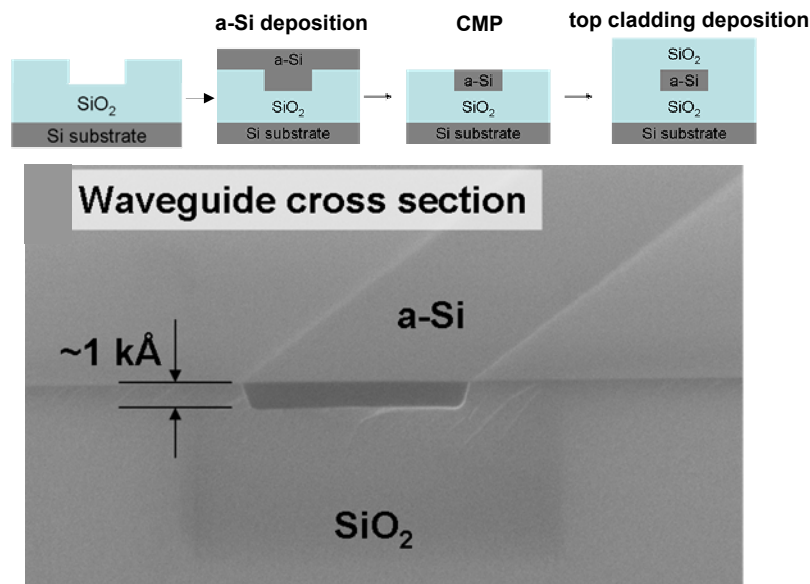 a-Si deposition
CMP
top cladding deposition
SiO₂
Si substrate
a-Si
SiO₂
Si substrate
a-Si
SiO₂
Si substrate
SiO₂
a-Si
SiO₂
Si substrate
Waveguide cross section
a-Si
~1 kÅ
SiO₂